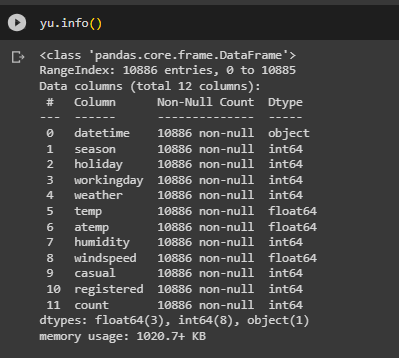 yu.info()
<class 'pandas.core.frame.DataFrame'>
RangeIndex: 10886 entries, 0 to 10885
Data columns (total 12 columns):
 #   Column      Non-Null Count  Dtype
---  ------      --------------  -----
 0   datetime    10886 non-null  object
 1   season      10886 non-null  int64
 2   holiday     10886 non-null  int64
 3   workingday  10886 non-null  int64
 4   weather     10886 non-null  int64
 5   temp        10886 non-null  float64
 6   atemp       10886 non-null  float64
 7   humidity    10886 non-null  int64
 8   windspeed   10886 non-null  float64
 9   casual      10886 non-null  int64
 10  registered  10886 non-null  int64
 11  count       10886 non-null  int64
dtypes: float64(3), int64(8), object(1)
memory usage: 1020.7+ KB